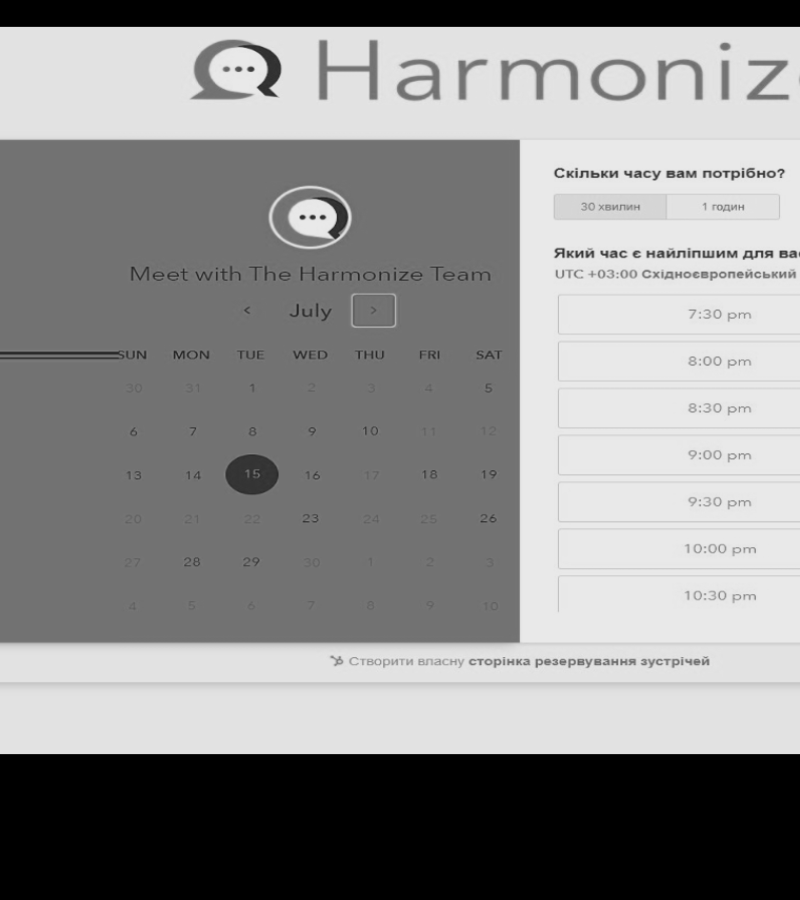 Harmoniz
Meet with The Harmonize Team
< July >
SUN MON TUE WED THU FRI SAT
30 31 1 2 3 4 5
6 7 8 9 10 11 12
13 14 15 16 17 18 19
20 21 22 23 24 25 26
27 28 29 30 1 2 3
4 5 6 7 8 9 10
Скільки часу вам потрібно?
30 хвилин 1 годин
Який час є найліпшим для вас
UTC +03:00 Східноєвропейський
7:30 pm
8:00 pm
8:30 pm
9:00 pm
9:30 pm
10:00 pm
10:30 pm
Створити власну сторінка резервування зустрічей